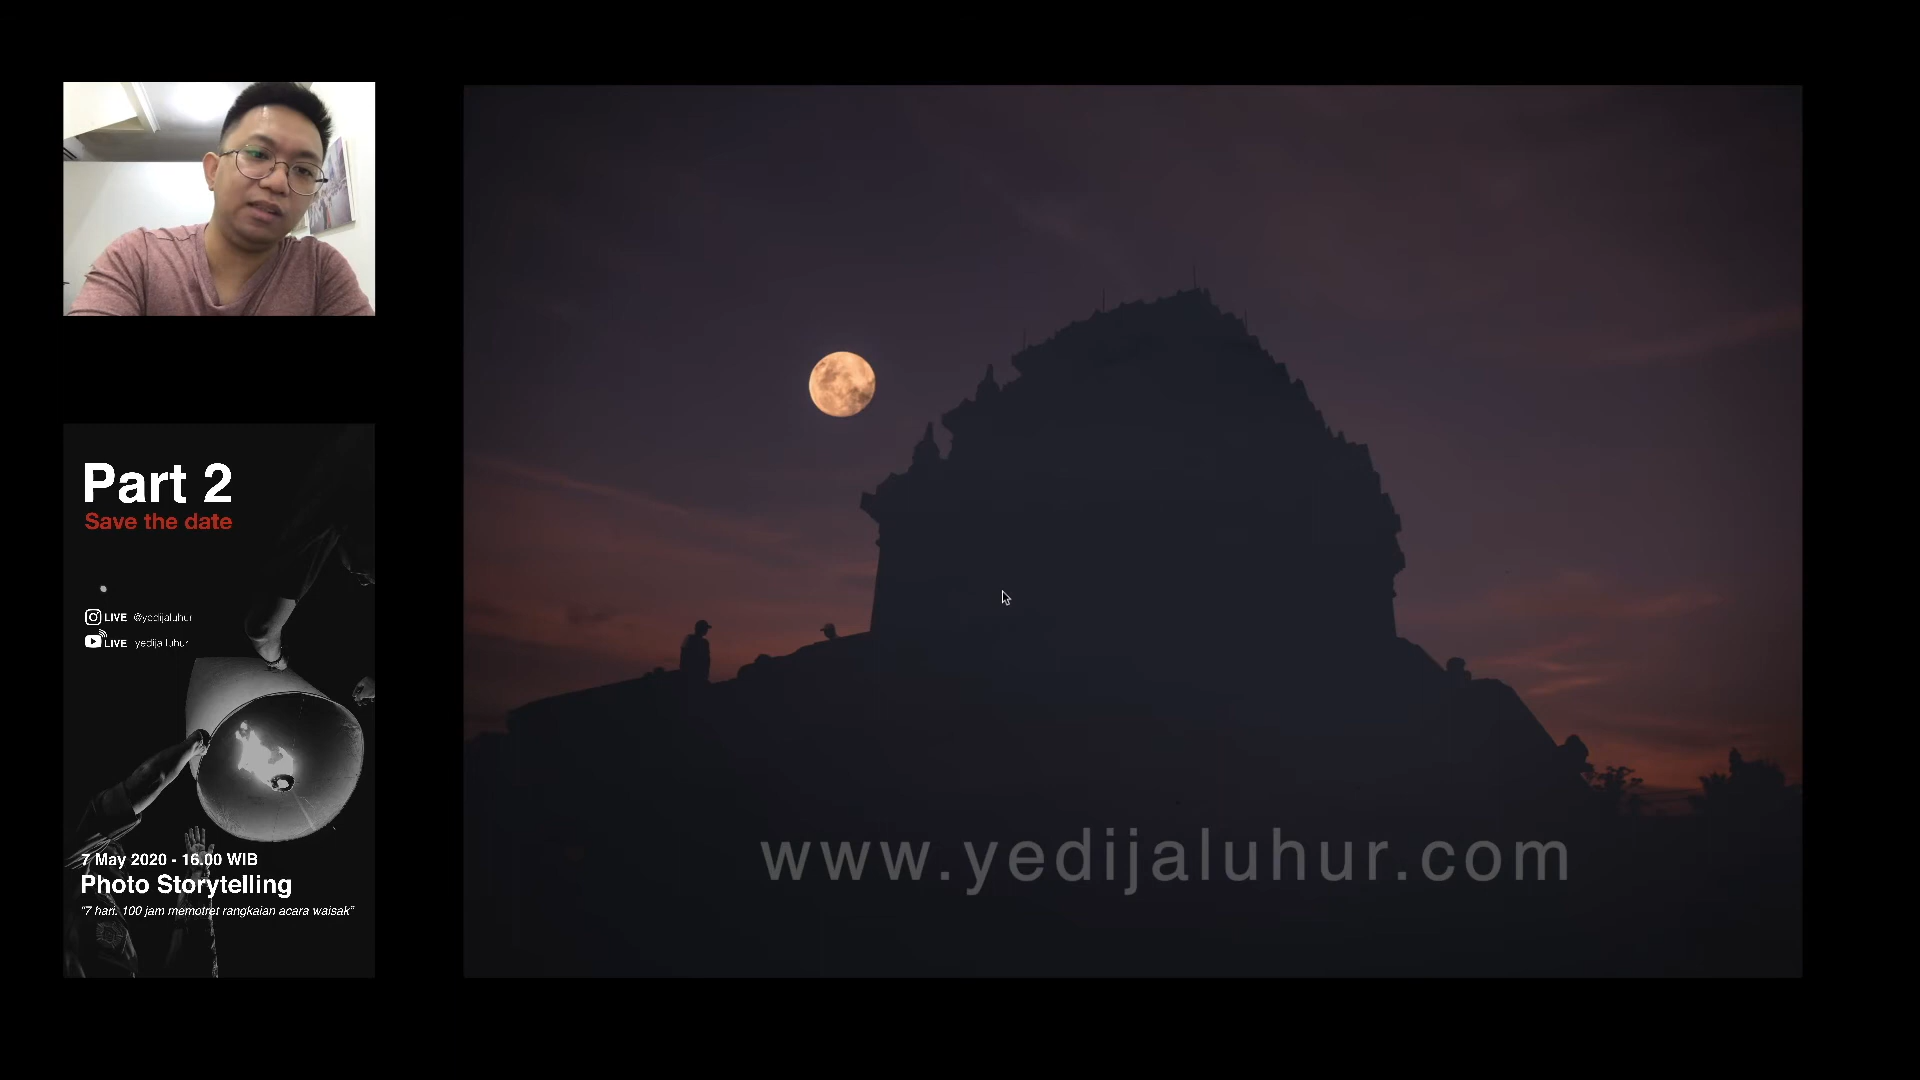 Part 2
Save the date
LIVE @yedijaluhur
LIVE yedija luhur
7 May 2020 - 16.00 WIB
Photo Storytelling
"7 hari. 100 jam memotret rangkaian acara waisak"
www.yedijaluhur.com